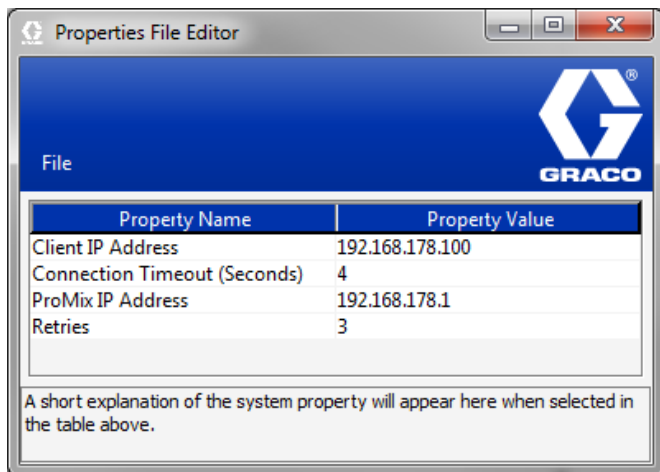 Properties File Editor
®
GRACO
File
Property Name Property Value
Client IP Address 192.168.178.100
Connection Timeout (Seconds) 4
ProMix IP Address 192.168.178.1
Retries 3
A short explanation of the system property will appear here when selected in
the table above.